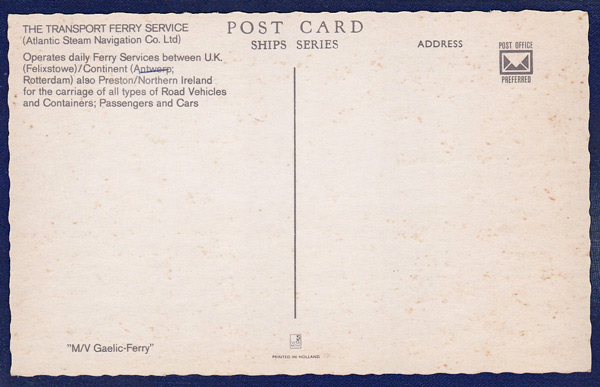 THE TRANSPORT FERRY SERVICE
(Atlantic Steam Navigation Co. Ltd)
Operates daily Ferry Services between U.K.
(Felixstowe)/Continent (Antwerp;
Rotterdam) also Preston/Northern Ireland
for the carriage of all types of Road Vehicles
and Containers; Passengers and Cars
POST CARD
SHIPS SERIES
ADDRESS
POST OFFICE
PREFERRED
"M/V Gaelic-Ferry"
PRINTED IN HOLLAND